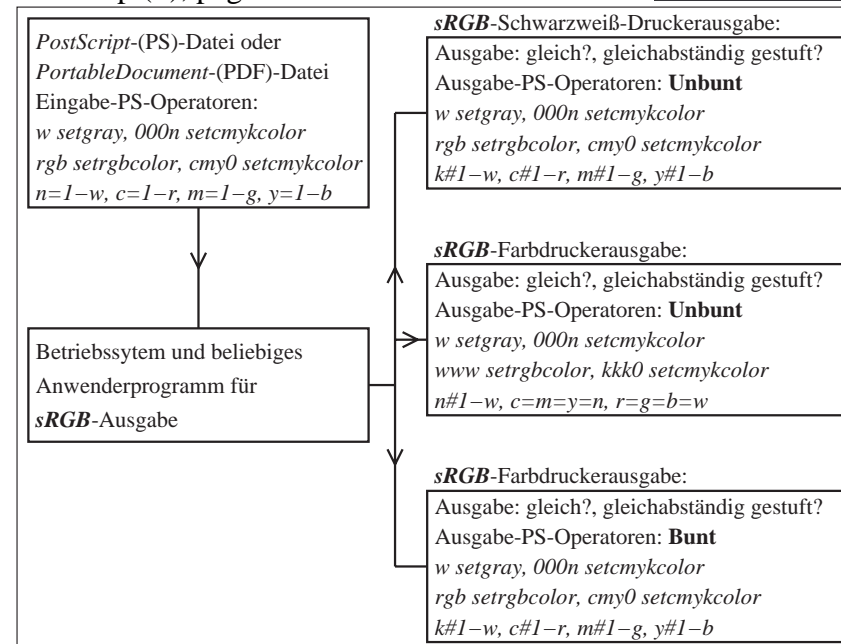 PostScript-(PS)-Datei oder
PortableDocument-(PDF)-Datei
Eingabe-PS-Operatoren:
w setgray, 000n setcmykcolor
rgb setrgbcolor, cmy0 setcmykcolor
n=1–w, c=1–r, m=1–g, y=1–b
Betriebssytem und beliebiges
Anwenderprogramm für
sRGB-Ausgabe
sRGB-Schwarzweiß-Druckerausgabe:
Ausgabe: gleich?, gleichabständig gestuft?
Ausgabe-PS-Operatoren: Unbunt
w setgray, 000n setcmykcolor
rgb setrgbcolor, cmy0 setcmykcolor
k#1–w, c#1–r, m#1–g, y#1–b
sRGB-Farbdruckerausgabe:
Ausgabe: gleich?, gleichabständig gestuft?
Ausgabe-PS-Operatoren: Unbunt
w setgray, 000n setcmykcolor
www setrgbcolor, kkk0 setcmykcolor
n#1–w, c=m=y=n, r=g=b=w
sRGB-Farbdruckerausgabe:
Ausgabe: gleich?, gleichabständig gestuft?
Ausgabe-PS-Operatoren: Bunt
w setgray, 000n setcmykcolor
rgb setrgbcolor, cmy0 setcmykcolor
k#1–w, c#1–r, m#1–g, y#1–b